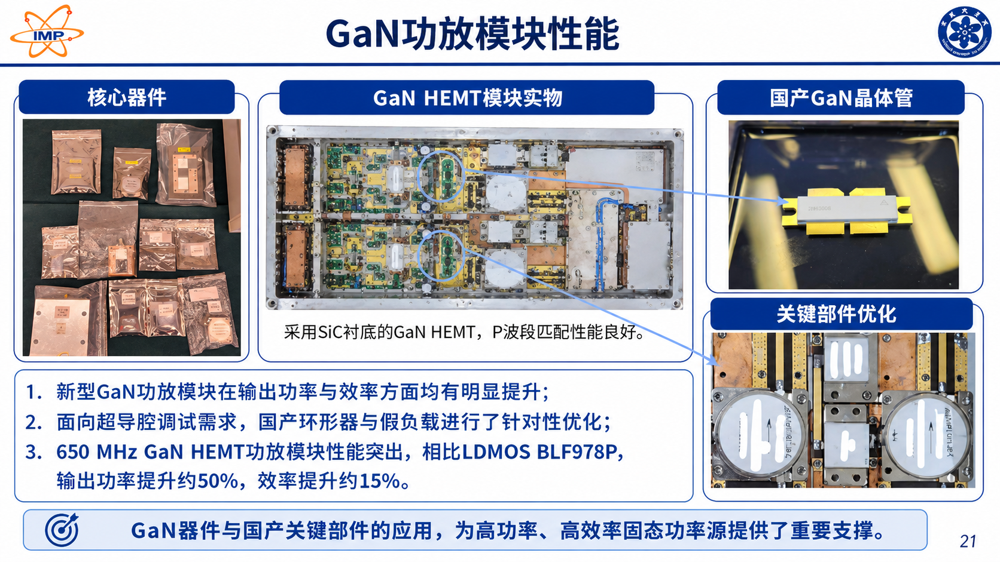 IMP
GaN功放模块性能
核心器件
GaN HEMT模块实物
国产GaN晶体管
采用SiC衬底的GaN HEMT，P波段匹配性能良好。
关键部件优化
1. 新型GaN功放模块在输出功率与效率方面均有明显提升；
2. 面向超导腔调试需求，国产环形器与假负载进行了针对性优化；
3. 650 MHz GaN HEMT功放模块性能突出，相比LDMOS BLF978P，
输出功率提升约50%，效率提升约15%。
GaN器件与国产关键部件的应用，为高功率、高效率固态功率源提供了重要支撑。
21